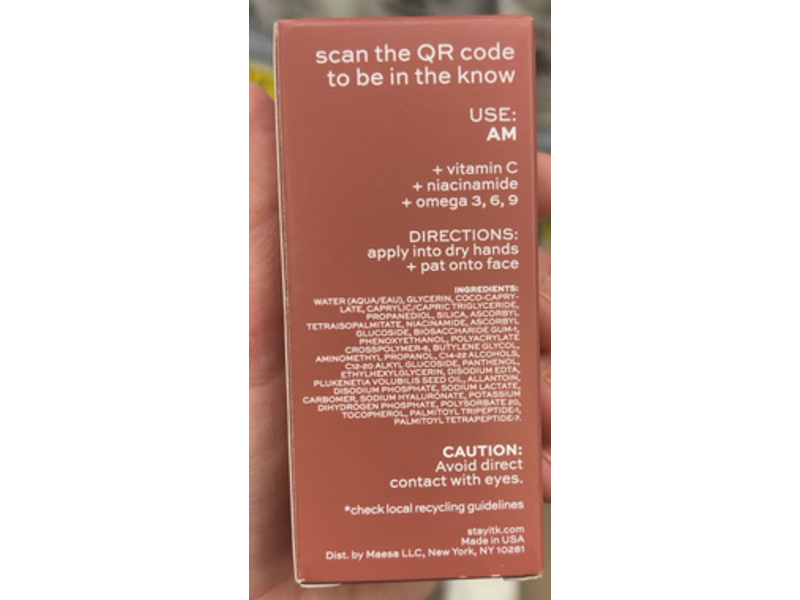 scan the QR code
to be in the know
USE:
AM
+ vitamin C
+ niacinamide
+ omega 3, 6, 9
DIRECTIONS:
apply into dry hands
+ pat onto face
INGREDIENTS:
WATER (AQUA/EAU), GLYCERIN, COCO-CAPRY-
LATE, CAPRYLIC/CAPRIC TRIGLYCERIDE,
PROPANEDIOL, SILICA, ASCORBYL
TETRAISOPALMITATE, NIACINAMIDE, ASCORBYL
GLUCOSIDE, BIOSACCHARIDE GUM-1,
PHENOXYETHANOL, POLYACRYLATE
CROSSPOLYMER-6, BUTYLENE GLYCOL,
AMINOMETHYL PROPANOL, C14-22 ALCOHOLS,
C12-20 ALKYL GLUCOSIDE, PANTHENOL,
ETHYLHEXYLGLYCERIN, DISODIUM EDTA,
PLUKENETIA VOLUBILIS SEED OIL, ALLANTOIN,
DISODIUM PHOSPHATE, SODIUM LACTATE,
CARBOMER, SODIUM HYALURONATE, POTASSIUM
DIHYDROGEN PHOSPHATE, POLYSORBATE 20,
TOCOPHEROL, PALMITOYL TRIPEPTIDE-1,
PALMITOYL TETRAPEPTIDE-7.
CAUTION:
Avoid direct
contact with eyes.
*check local recycling guidelines
stayitk.com
Made in USA
Dist. by Maesa LLC, New York, NY 10281